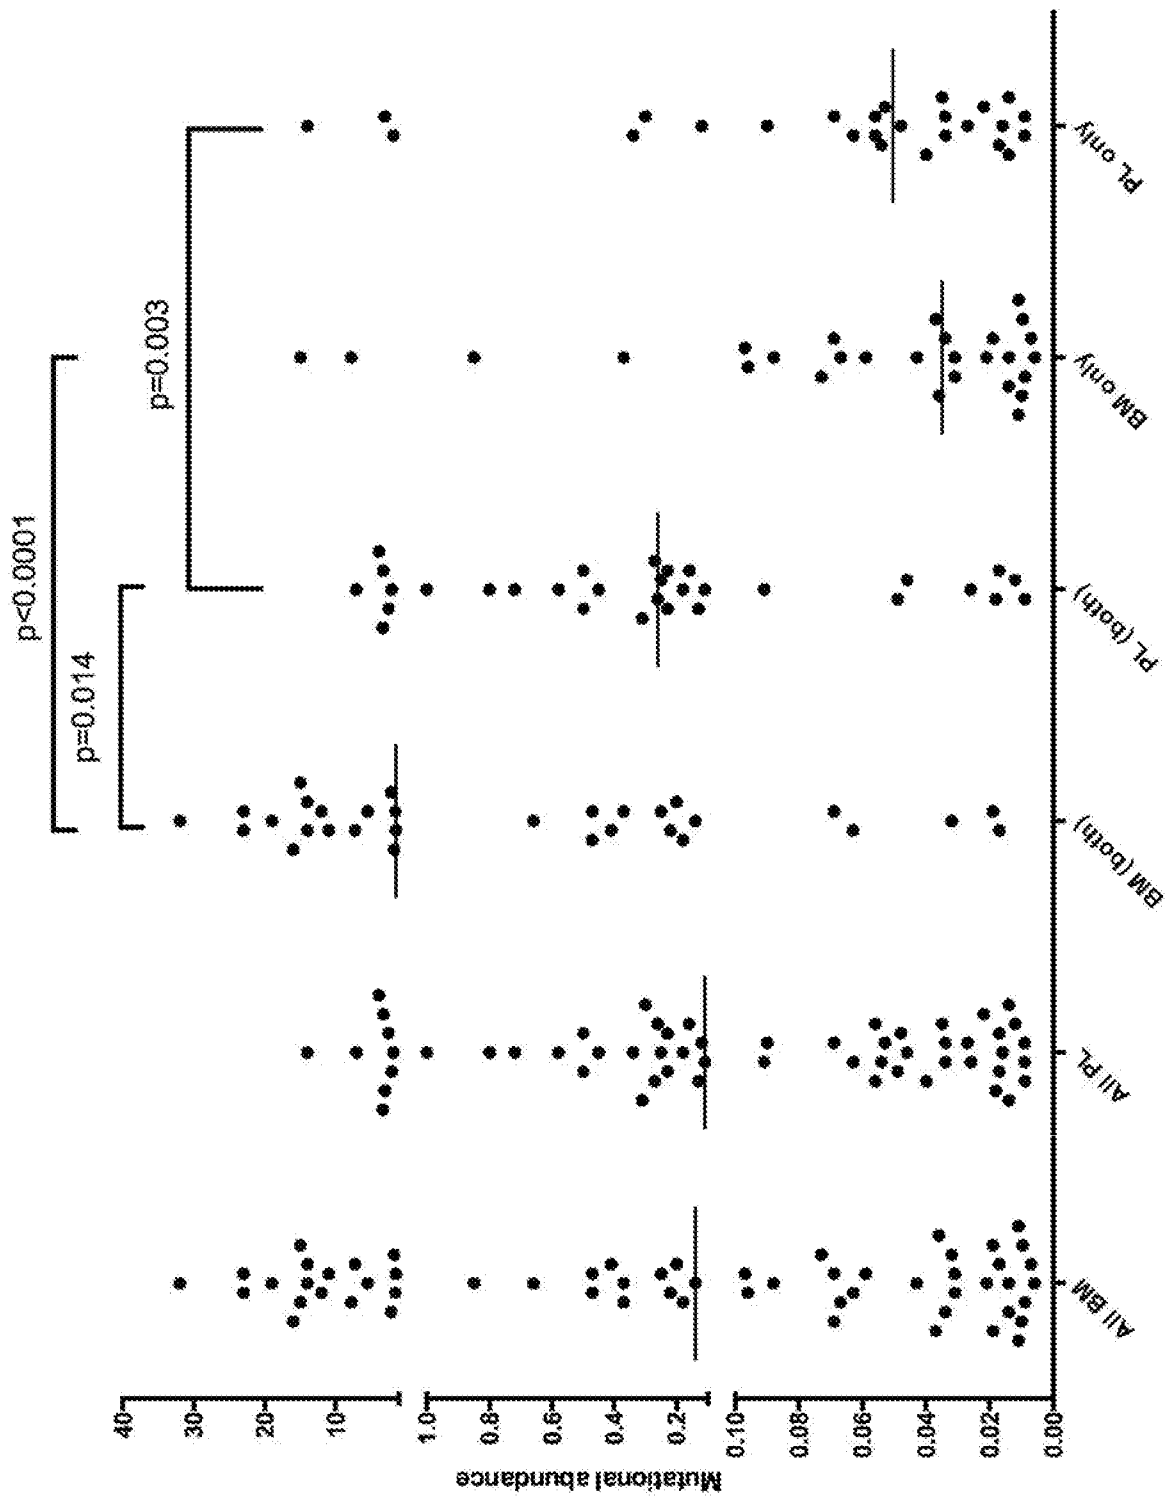 p<0.0001
p=0.014
p=0.003
Mutational abundance
40
30
20
10
1.0
0.8
0.6
0.4
0.2
0.10
0.08
0.06
0.04
0.02
0.00
All BM
All PL
BM (both)
PL (both)
BM only
PL only